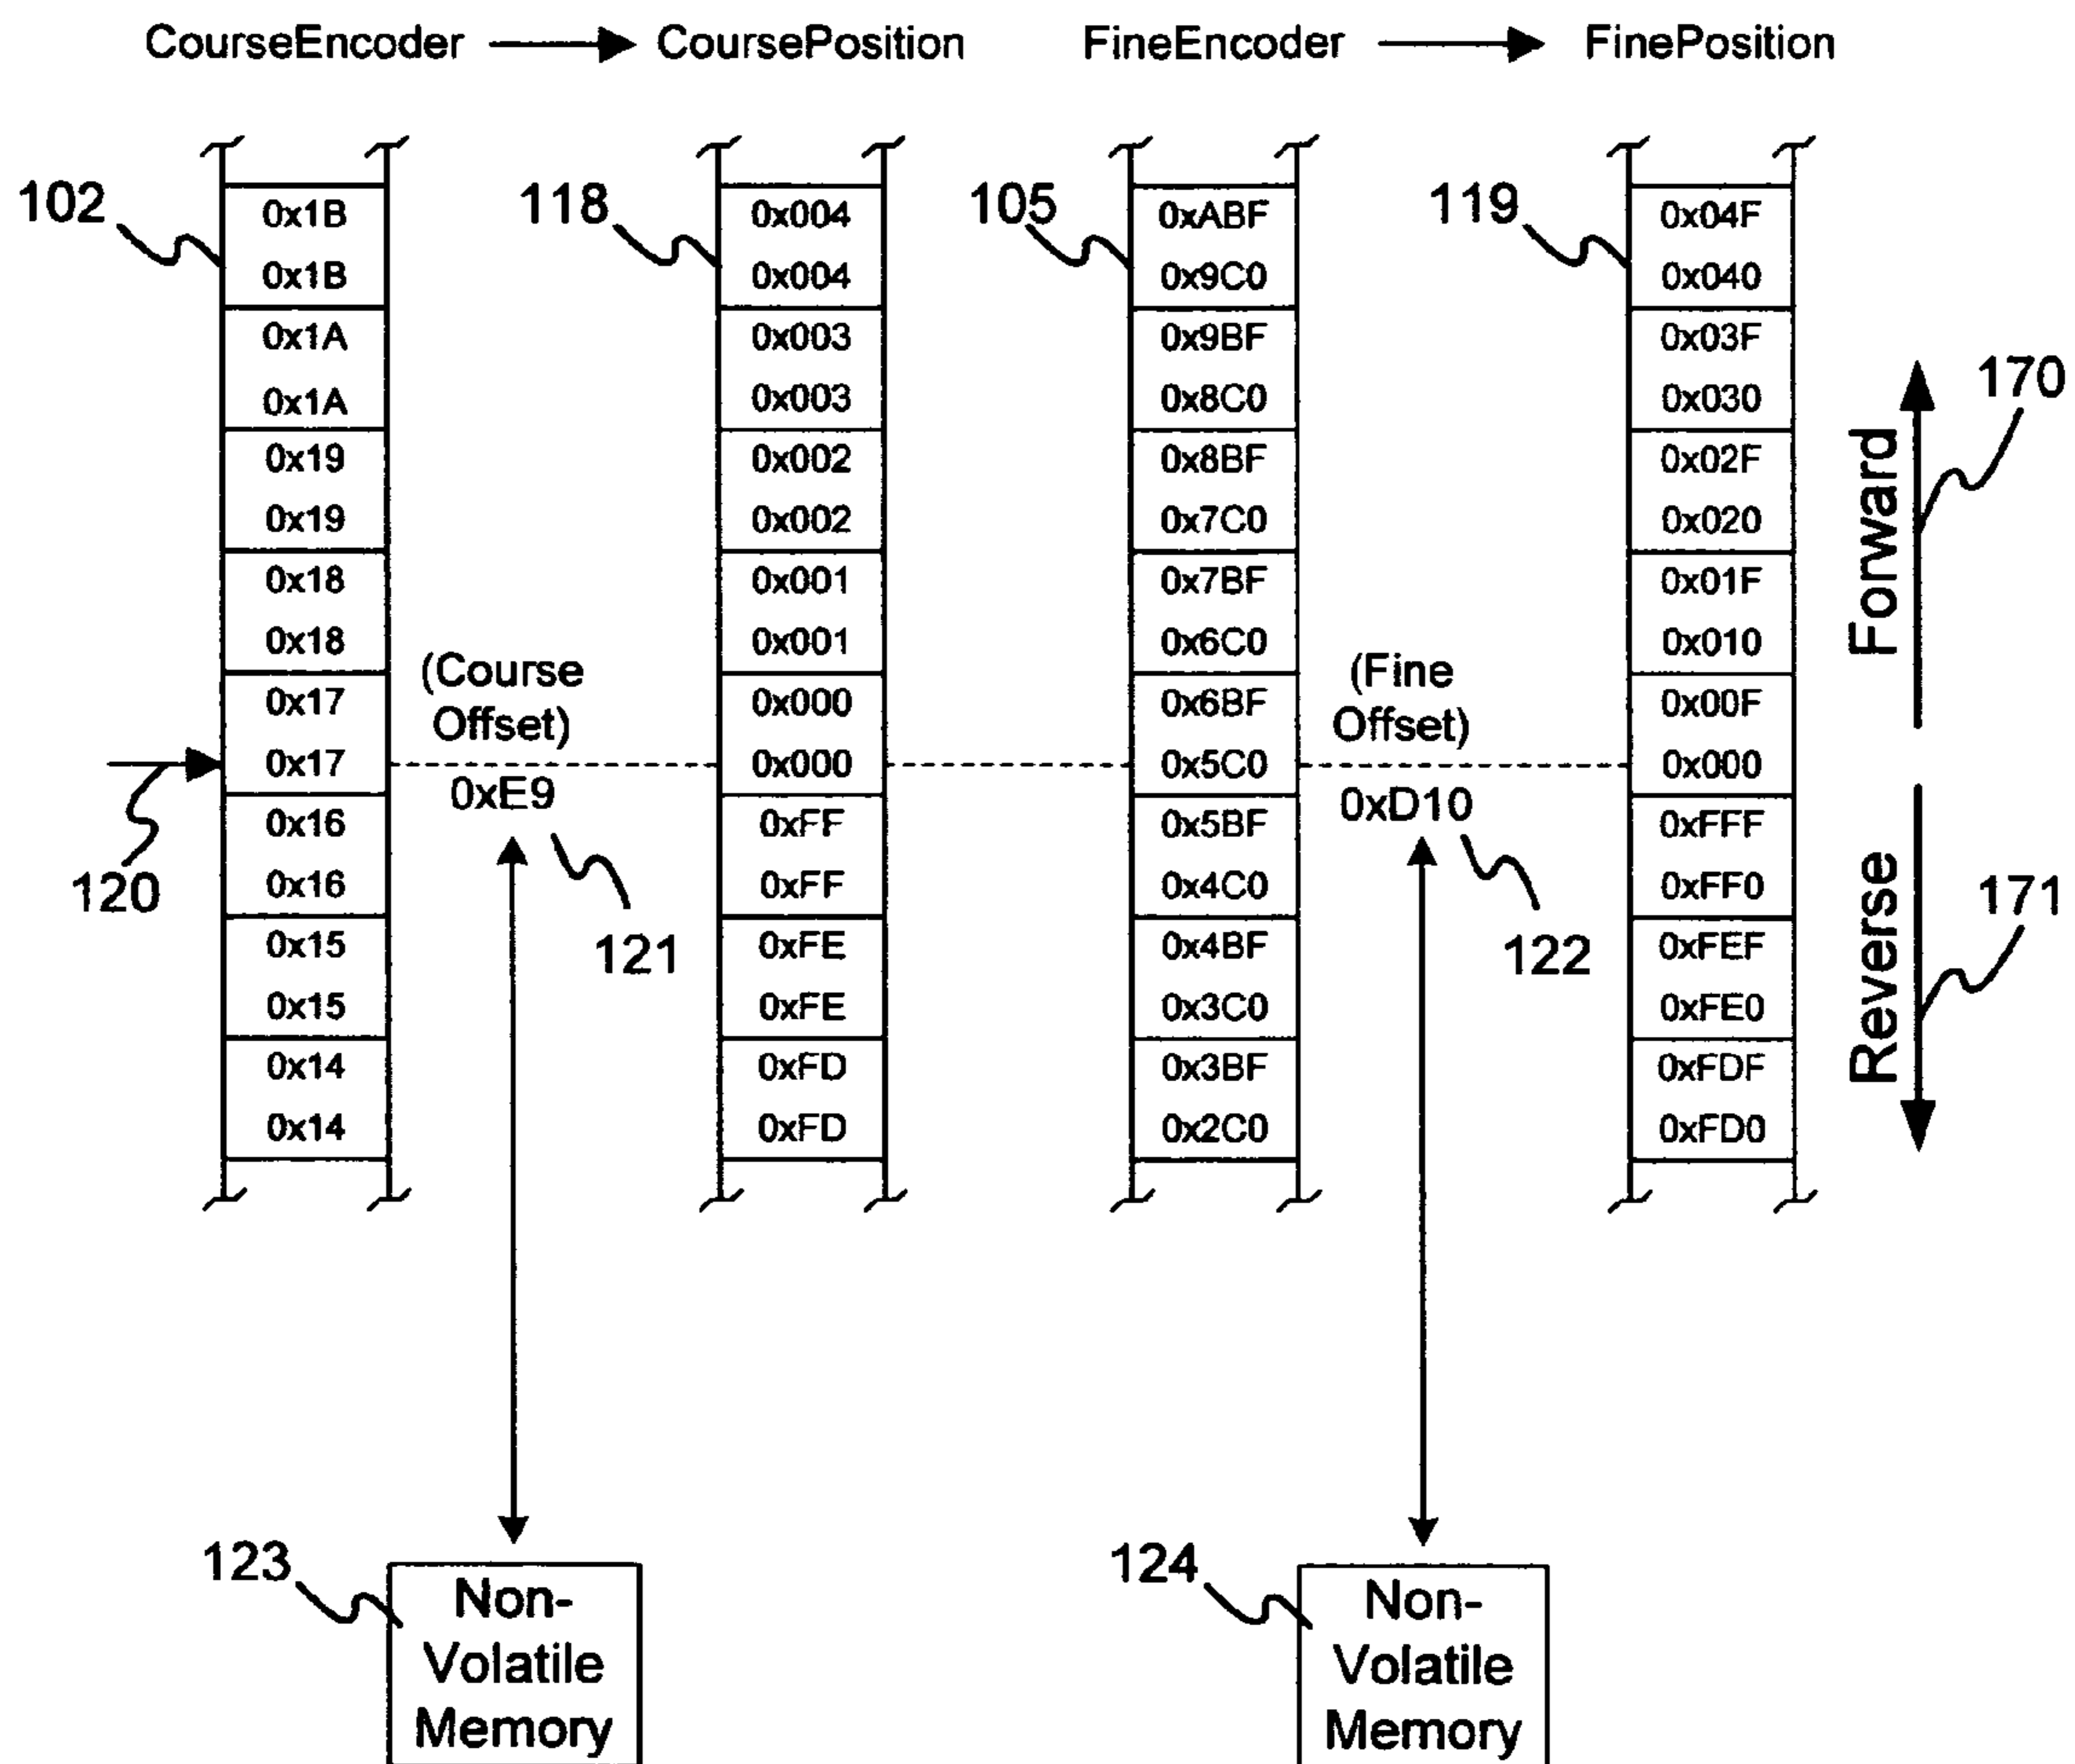 CourseEncoder CoursePosition FineEncoder FinePosition
102 118 105 119
0x1B 0x004 0xABF 0x04F
0x1B 0x004 0x9C0 0x040
0x1A 0x003 0x9BF 0x03F
170
0x1A 0x003 0x8C0 0x030
0x19 0x002 0x8BF 0x02F
0x19 0x002 0x7C0 0x020
Forward
0x18 0x001 0x7BF 0x01F
0x18 0x001 0x6C0 0x010
(Course
Offset)
(Fine
Offset)
0x17 0x000 0x6BF 0x00F
0x17 0x000 0x5C0 0x000
0xE9 0xD10
120
0x16 0xFF 0x5BF 0xFFF
0x16 0xFF 0x4C0 0xFF0
121 122 171
Reverse
0x15 0xFE 0x4BF 0xFEF
0x15 0xFE 0x3C0 0xFE0
0x14 0xFD 0x3BF 0xFDF
0x14 0xFD 0x2C0 0xFD0
123
Non-
Volatile
Memory
124
Non-
Volatile
Memory